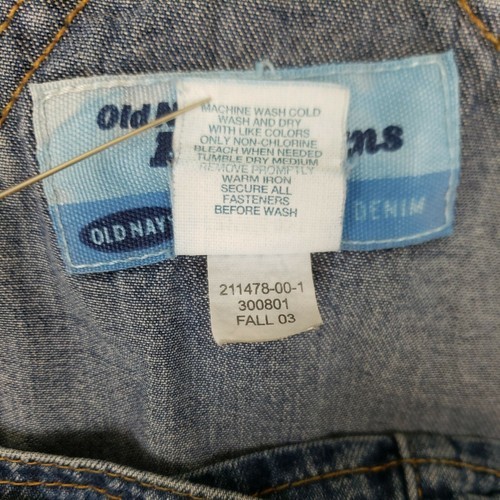 Old
MACHINE WASH COLD
WASH AND DRY
WITH LIKE COLORS
ONLY NON-CHLORINE
BLEACH WHEN NEEDED
TUMBLE DRY MEDIUM
REMOVE PROMPTLY
WARM IRON
SECURE ALL
FASTENERS
BEFORE WASH
OLD NAVY
DENIM
211478-00-1
300801
FALL 03